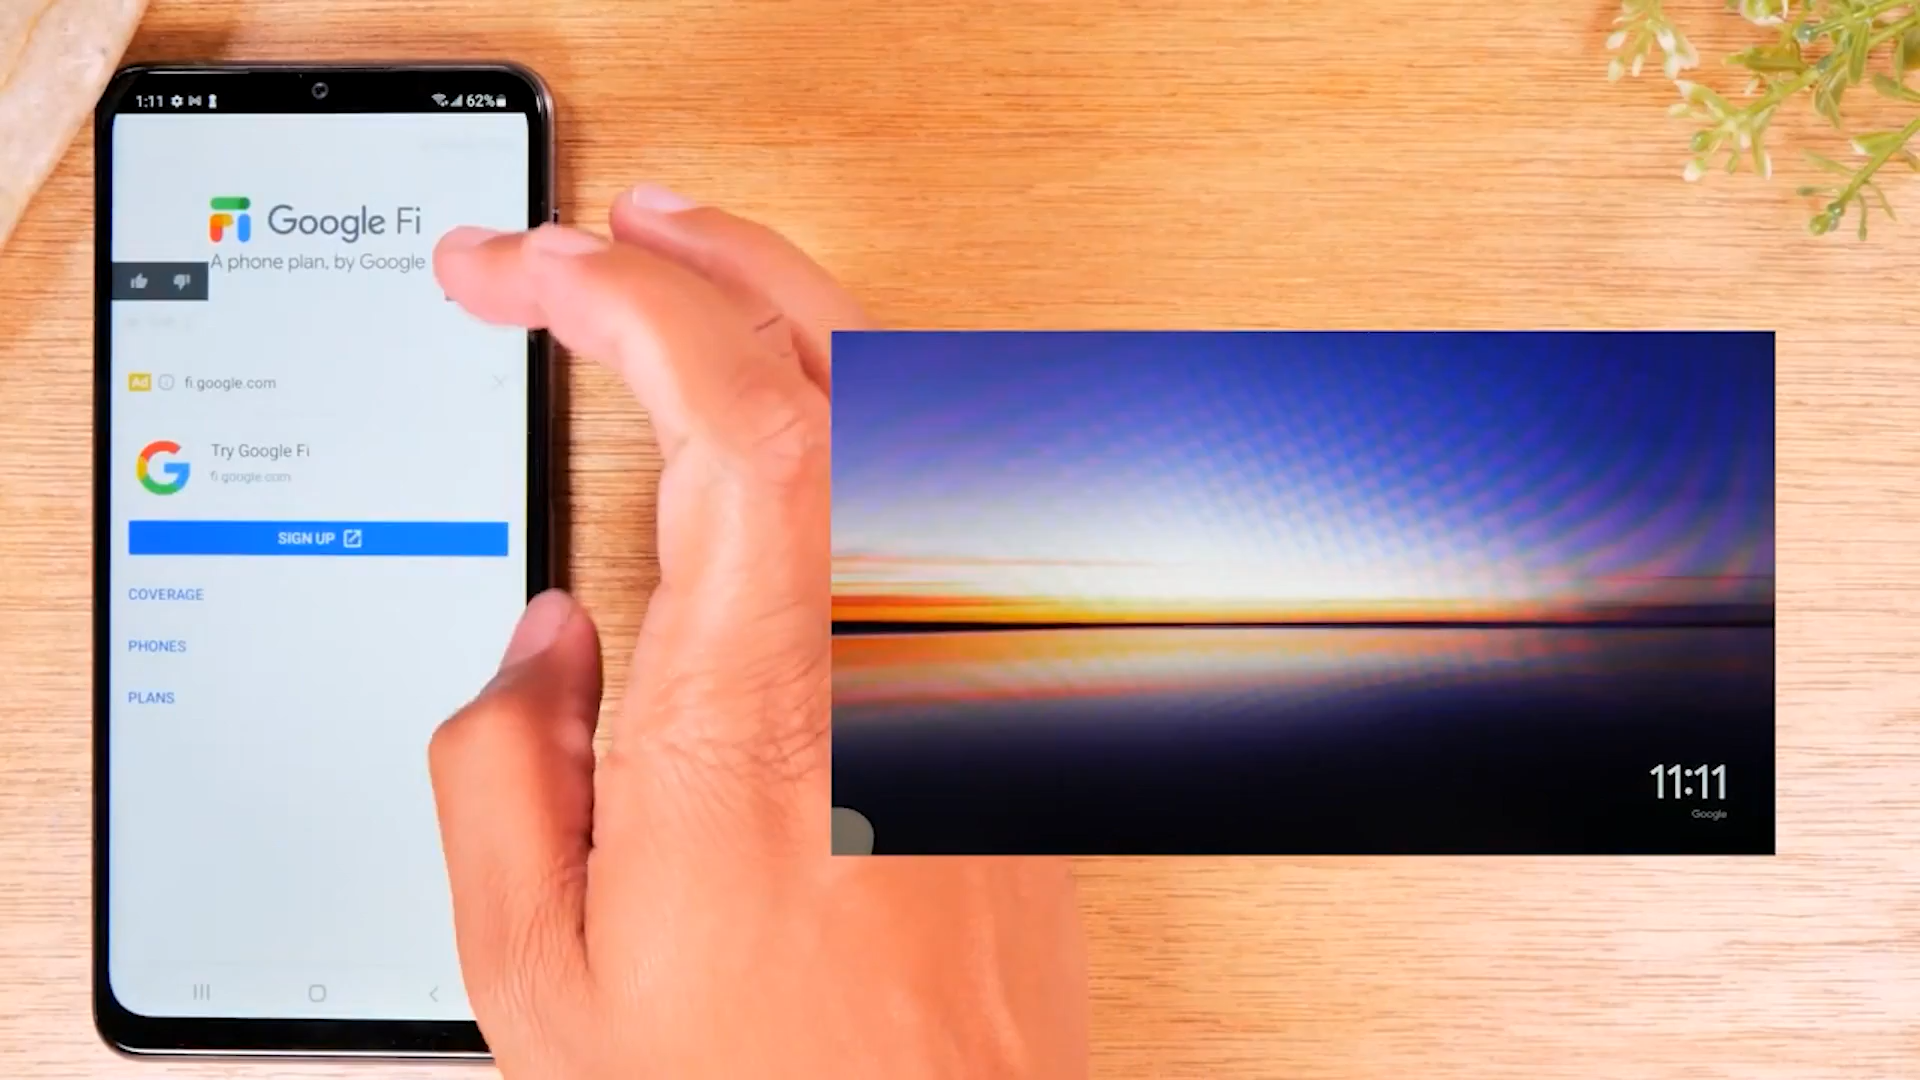 1:11
62%
Fi Google Fi
A phone plan, by Google
Ad fi.google.com
Try Google Fi
fi.google.com
SIGN UP
COVERAGE
PHONES
PLANS
11:11
Google